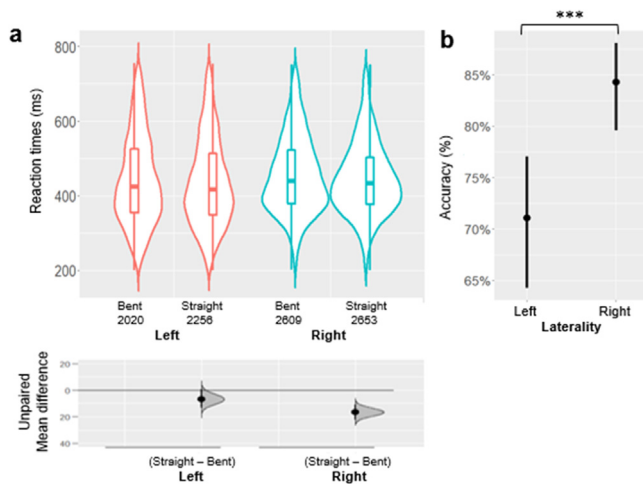 a
800
600
400
200
Reaction times (ms)
Bent Straight Bent Straight
2020 2256 2609 2653
Left Right
20
0
20
40
Unpaired
Mean difference
(Straight – Bent) (Straight – Bent)
Left Right
b
***
85%
80%
75%
70%
65%
Accuracy (%)
Left Right
Laterality